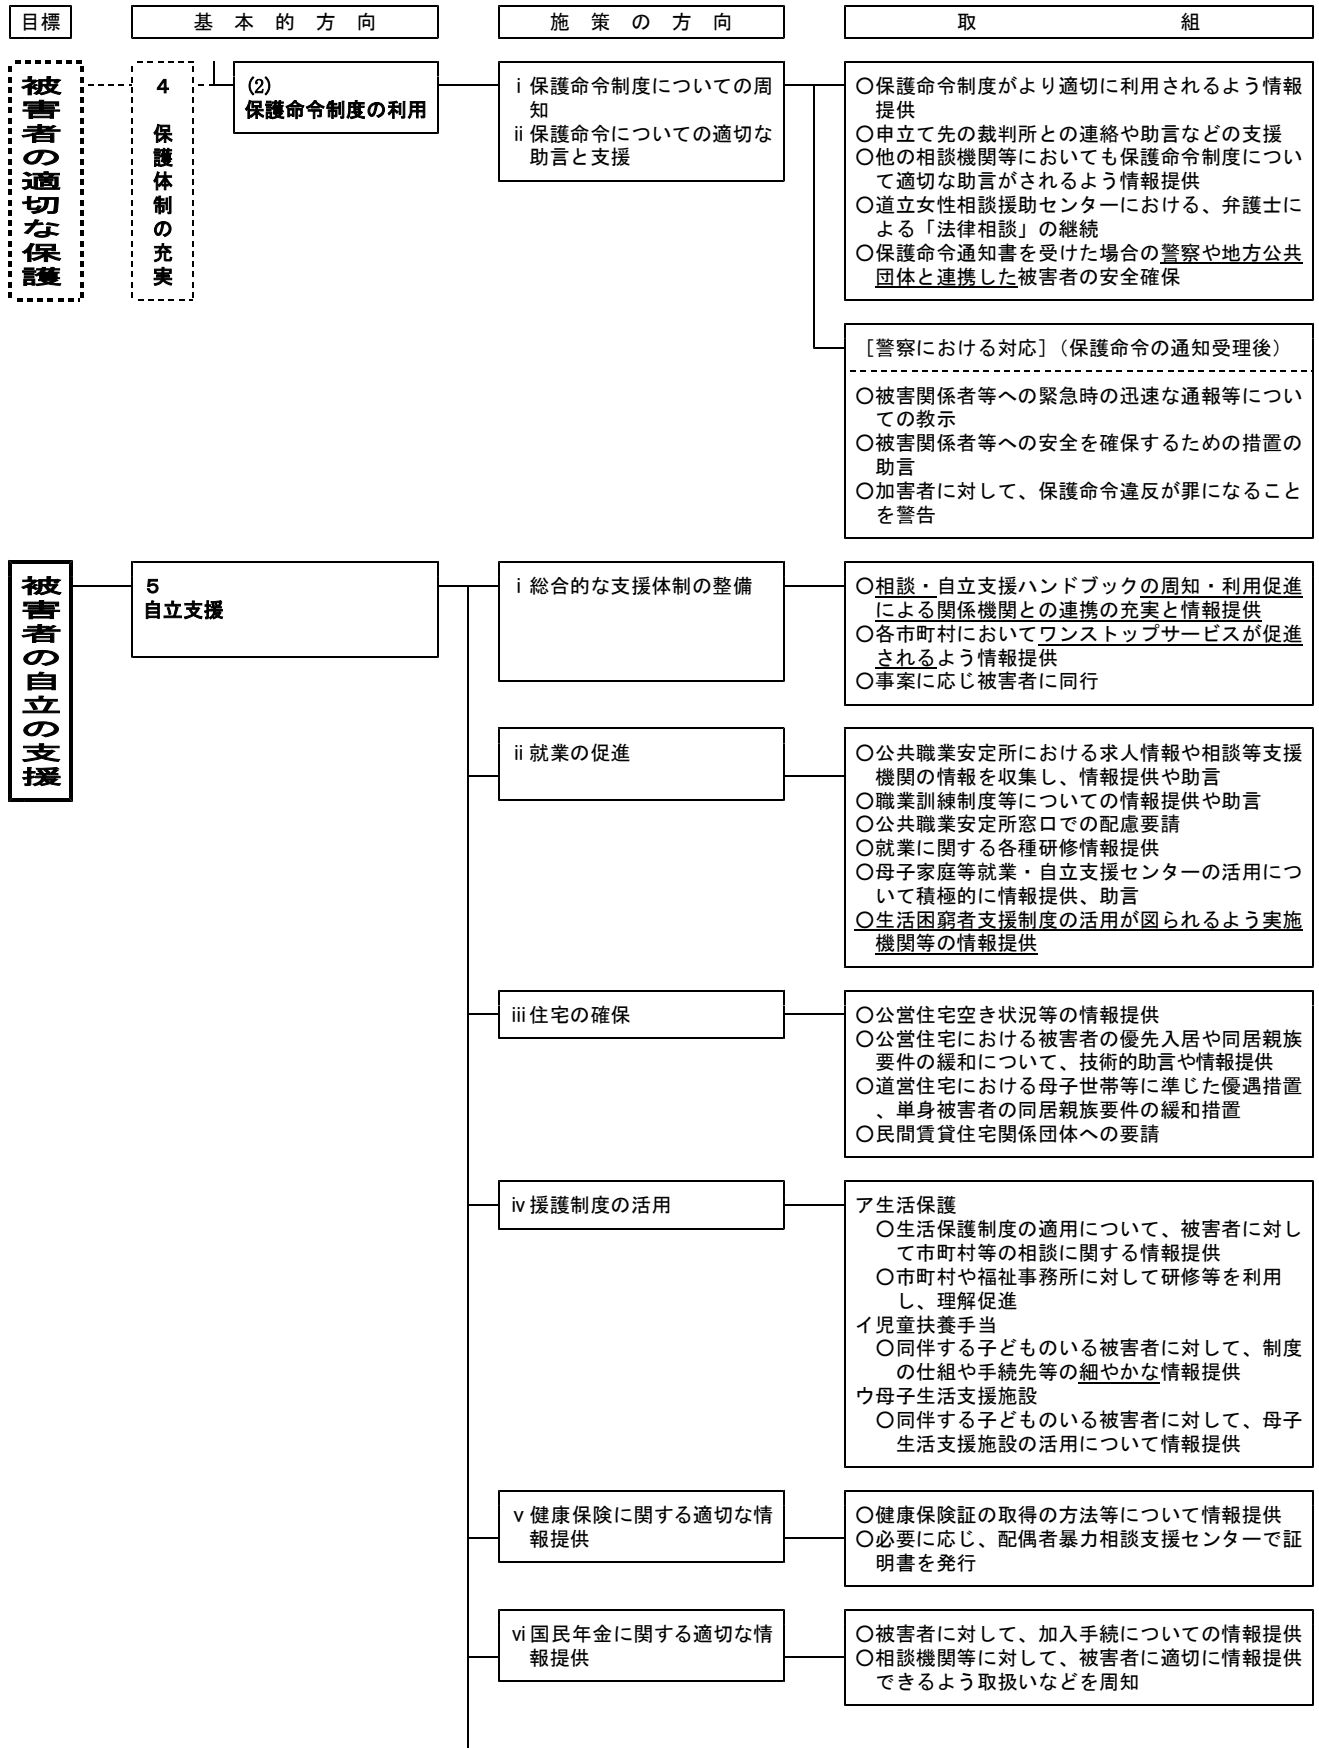 目標
基本的方向
施策の方向
取組
被害者の適切な保護
4
保護体制の充実
(2)
保護命令制度の利用
ⅰ保護命令制度についての周
知
ⅱ保護命令についての適切な
助言と支援
○保護命令制度がより適切に利用されるよう情報
提供
○申立て先の裁判所との連絡や助言などの支援
○他の相談機関等においても保護命令制度につい
て適切な助言がされるよう情報提供
○道立女性相談援助センターにおける、弁護士に
よる「法律相談」の継続
○保護命令通知書を受けた場合の警察や地方公共
団体と連携した被害者の安全確保
［警察における対応］（保護命令の通知受理後）
○被害関係者等への緊急時の迅速な通報等につい
ての教示
○被害関係者等への安全を確保するための措置の
助言
○加害者に対して、保護命令違反が罪になること
を警告
被害者の自立の支援
5
自立支援
ⅰ総合的な支援体制の整備
○相談・自立支援ハンドブックの周知・利用促進
による関係機関との連携の充実と情報提供
○各市町村においてワンストップサービスが促進
されるよう情報提供
○事案に応じ被害者に同行
ⅱ就業の促進
○公共職業安定所における求人情報や相談等支援
機関の情報を収集し、情報提供や助言
○職業訓練制度等についての情報提供や助言
○公共職業安定所窓口での配慮要請
○就業に関する各種研修情報提供
○母子家庭等就業・自立支援センターの活用につ
いて積極的に情報提供、助言
○生活困窮者支援制度の活用が図られるよう実施
機関等の情報提供
ⅲ住宅の確保
○公営住宅空き状況等の情報提供
○公営住宅における被害者の優先入居や同居親族
要件の緩和について、技術的助言や情報提供
○道営住宅における母子世帯等に準じた優遇措置
、単身被害者の同居親族要件の緩和措置
○民間賃貸住宅関係団体への要請
ⅳ援護制度の活用
ア生活保護
○生活保護制度の適用について、被害者に対し
て市町村等の相談に関する情報提供
○市町村や福祉事務所に対して研修等を利用
し、理解促進
イ児童扶養手当
○同伴する子どものいる被害者に対して、制度
の仕組や手続先等の細やかな情報提供
ウ母子生活支援施設
○同伴する子どものいる被害者に対して、母子
生活支援施設の活用について情報提供
ⅴ健康保険に関する適切な情
報提供
○健康保険証の取得の方法等について情報提供
○必要に応じ、配偶者暴力相談支援センターで証
明書を発行
ⅵ国民年金に関する適切な情
報提供
○被害者に対して、加入手続についての情報提供
○相談機関等に対して、被害者に適切に情報提供
できるよう取扱いなどを周知